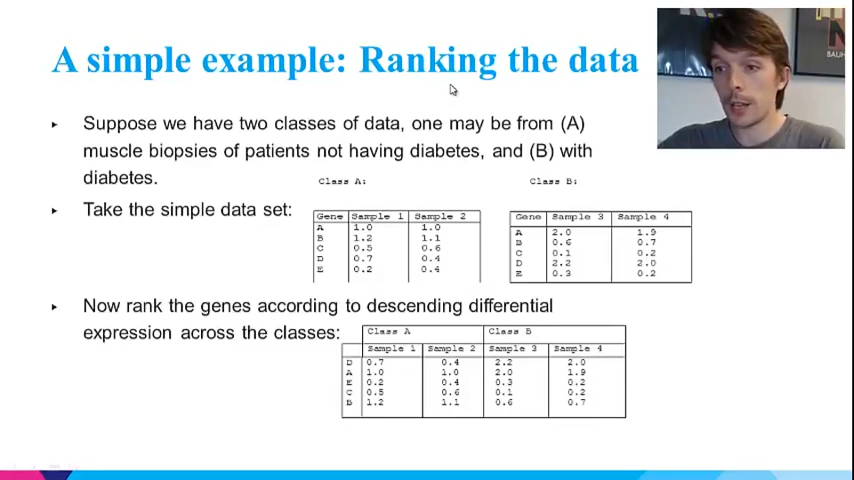 A simple example: Ranking the data
Suppose we have two classes of data, one may be from (A)
muscle biopsies of patients not having diabetes, and (B) with
diabetes.
Class A: Class B:
Take the simple data set:
Gene Sample 1 Sample 2
A 1.0 1.0
B 1.2 1.1
C 0.5 0.6
D 0.7 0.4
E 0.2 0.4
Gene Sample 3 Sample 4
A 2.0 1.9
B 0.6 0.7
C 0.1 0.2
D 2.2 2.0
E 0.3 0.2
Now rank the genes according to descending differential
expression across the classes:
Class A Class B
Sample 1 Sample 2 Sample 3 Sample 4
D 0.7 0.4 2.2 2.0
A 1.0 1.0 2.0 1.9
E 0.2 0.4 0.3 0.2
C 0.5 0.6 0.1 0.2
B 1.2 1.1 0.6 0.7